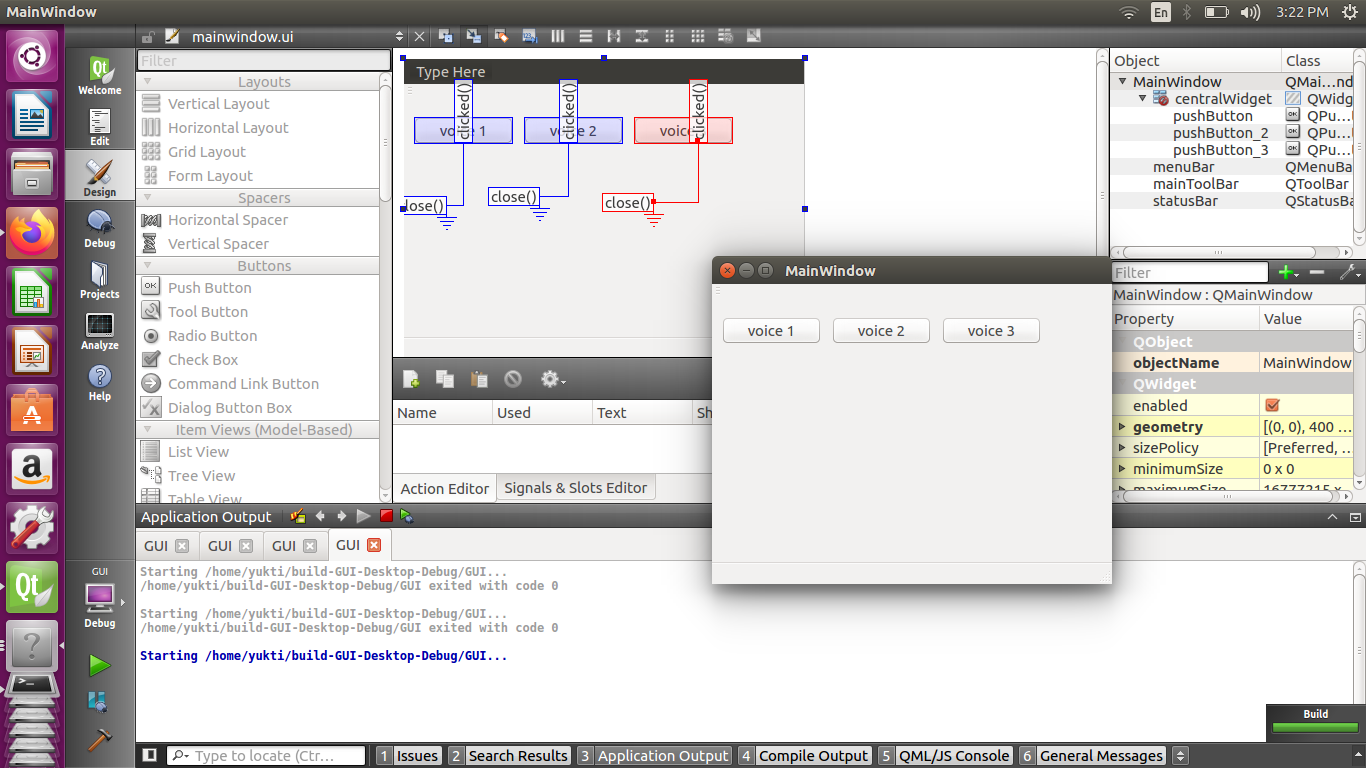 MainWindow
En
3:22 PM
mainwindow.ui
Welcome
Edit
Design
Debug
Projects
Analyze
Help
GUI
Debug
Filter
Layouts
Vertical Layout
Horizontal Layout
Grid Layout
Form Layout
Spacers
Horizontal Spacer
Vertical Spacer
Buttons
Push Button
Tool Button
Radio Button
Check Box
Command Link Button
Dialog Button Box
Item Views (Model-Based)
List View
Tree View
Table View
Type Here
clicked() clicked() clicked()
voice 1 voice 2 voice
lose() close() close()
Name Used Text Sh
Action Editor Signals & Slots Editor
MainWindow
voice 1 voice 2 voice 3
Object Class
MainWindow QMai...nd
centralWidget QWidg
pushButton QPu...
pushButton_2 QPu...
pushButton_3 QPu...
menuBar QMenuBa
mainToolBar QToolBar
statusBar QStatusBa
Filter
MainWindow : QMainWindow
Property Value
QObject
objectName MainWindow
QWidget
enabled
geometry [(0, 0), 400 ...
sizePolicy [Preferred, ...
minimumSize 0 x 0
maximumSize 16777215 x
Application Output
GUI GUI GUI GUI
Starting /home/yukti/build-GUI-Desktop-Debug/GUI...
/home/yukti/build-GUI-Desktop-Debug/GUI exited with code 0
Starting /home/yukti/build-GUI-Desktop-Debug/GUI...
/home/yukti/build-GUI-Desktop-Debug/GUI exited with code 0
Starting /home/yukti/build-GUI-Desktop-Debug/GUI...
Build
Type to locate (Ctr... 1 Issues 2 Search Results 3 Application Output 4 Compile Output 5 QML/JS Console 6 General Messages